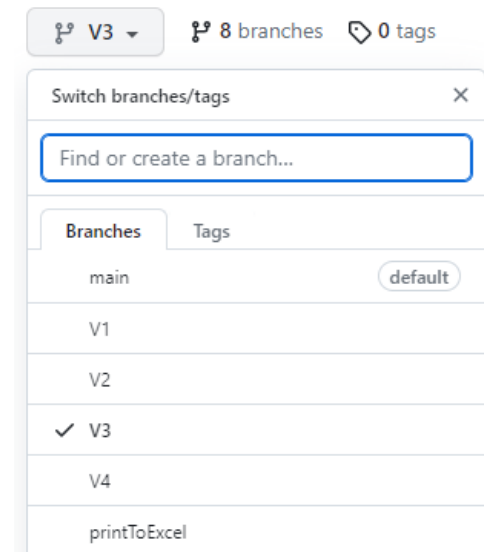 V3 8 branches 0 tags
Switch branches/tags
Find or create a branch...
Branches Tags
main default
V1
V2
V3
V4
printToExcel